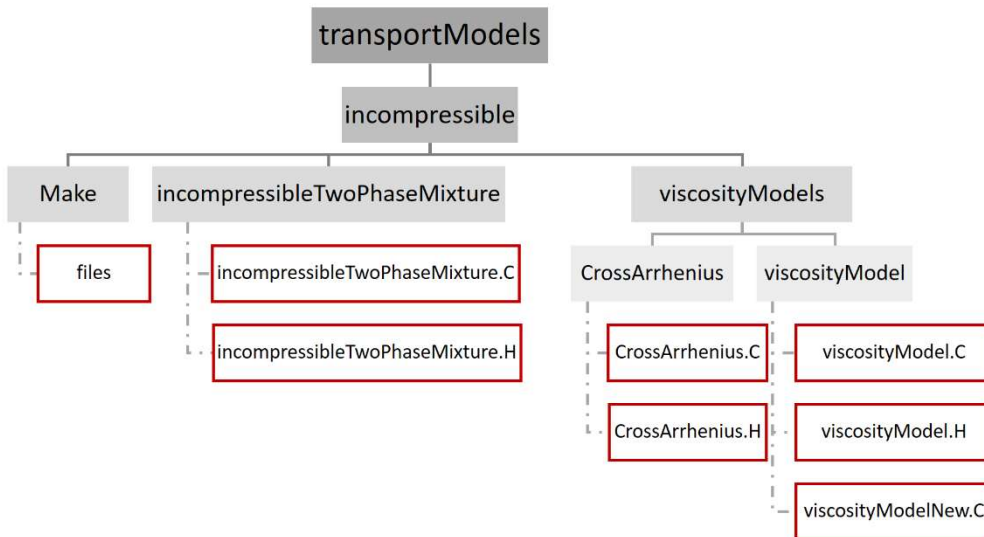 transportModels
incompressible
Make
incompressibleTwoPhaseMixture
viscosityModels
files
incompressibleTwoPhaseMixture.C
incompressibleTwoPhaseMixture.H
CrossArrhenius
viscosityModel
CrossArrhenius.C
viscosityModel.C
CrossArrhenius.H
viscosityModel.H
viscosityModelNew.C